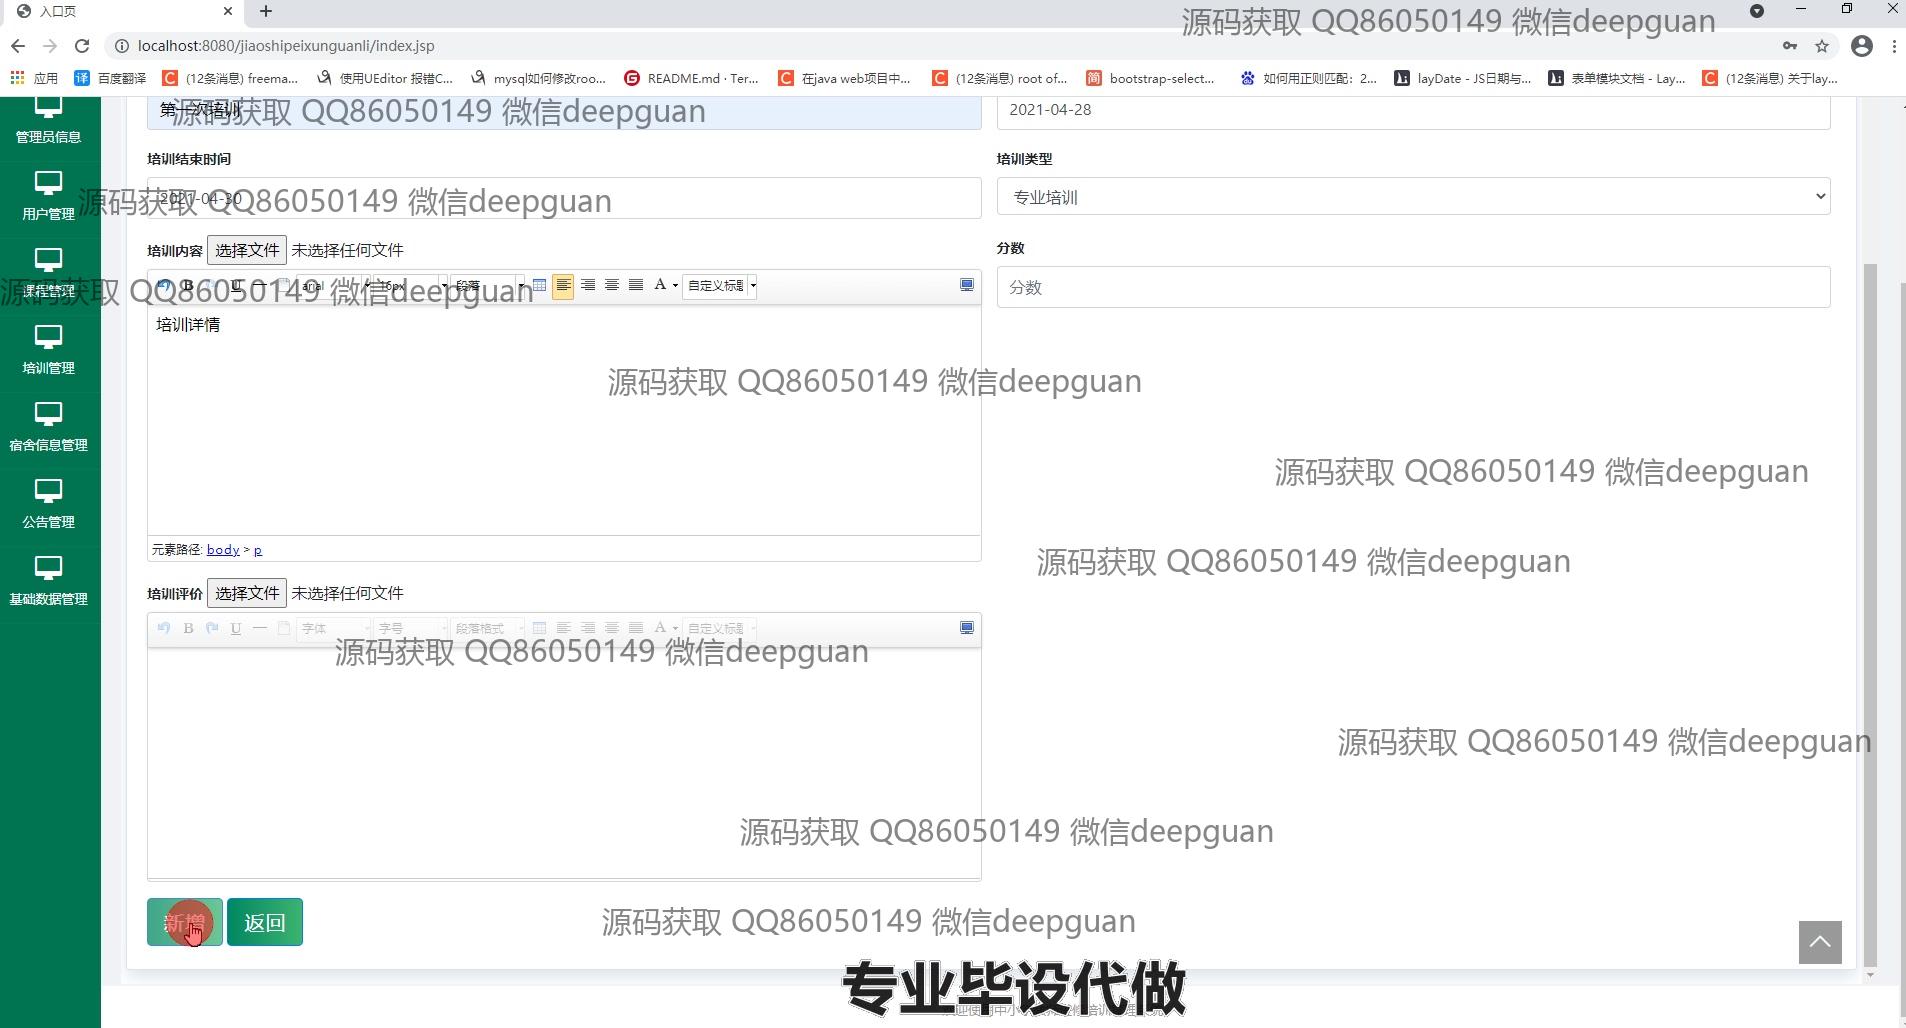 入口页
源码获取 QQ86050149 微信deepguan
localhost:8080/jiaoshipeixunguanli/index.jsp
应用 百度翻译 (12条消息) freema... 使用UEditor 报错C... mysql如何修改roo... README.md · Ter... 在java web项目中... (12条消息) root of... bootstrap-select... 如何用正则匹配：2... layDate - JS日期与... 表单模块文档 - Lay... (12条消息) 关于lay...
管理员信息
用户管理
课程管理
培训管理
宿舍信息管理
公告管理
基础数据管理
第一次培训
2021-04-28
源码获取 QQ86050149 微信deepguan
培训结束时间
培训类型
2021-04-30
专业培训
源码获取 QQ86050149 微信deepguan
培训内容 选择文件 未选择任何文件
分数
B U arial 16px 段落 A 自定义标题
分数
源码获取 QQ86050149 微信deepguan
培训详情
源码获取 QQ86050149 微信deepguan
源码获取 QQ86050149 微信deepguan
元素路径: body > p
源码获取 QQ86050149 微信deepguan
培训评价 选择文件 未选择任何文件
B U 字体 字号 段落格式 A 自定义标题
源码获取 QQ86050149 微信deepguan
源码获取 QQ86050149 微信deepguan
源码获取 QQ86050149 微信deepguan
新增 返回
源码获取 QQ86050149 微信deepguan
专业毕设代做